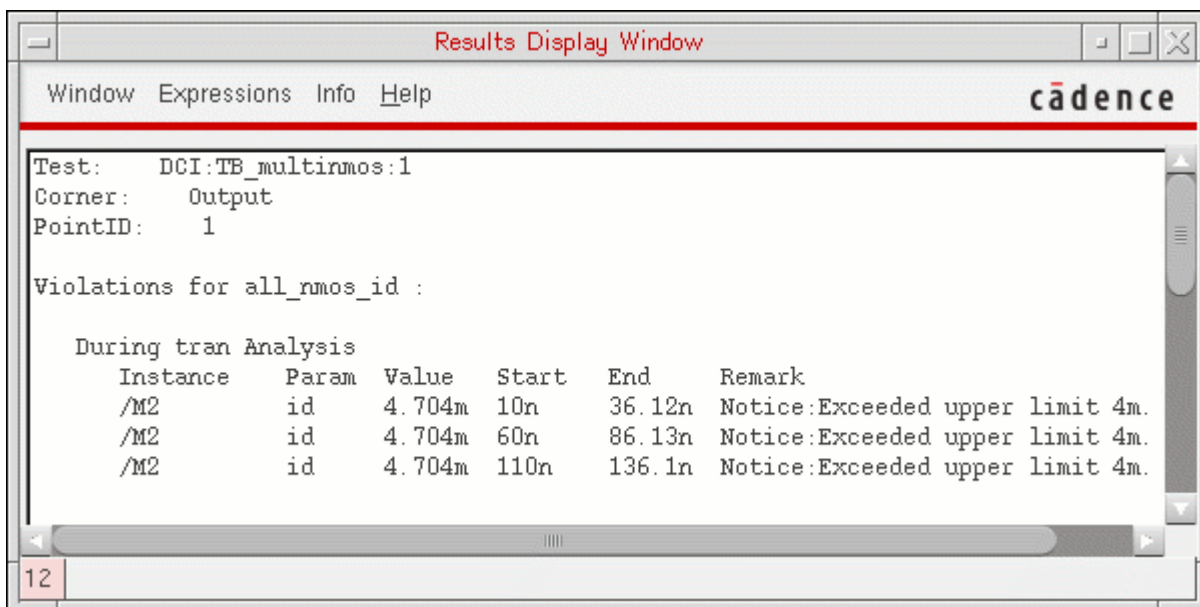 Results Display Window
Window Expressions Info Help
cādence
Test: DCI:TB_multinmos:1
Corner: Output
PointID: 1
Violations for all_nmos_id :
During tran Analysis
Instance Param Value Start End Remark
/M2 id 4.704m 10n 36.12n Notice:Exceeded upper limit 4m.
/M2 id 4.704m 60n 86.13n Notice:Exceeded upper limit 4m.
/M2 id 4.704m 110n 136.1n Notice:Exceeded upper limit 4m.
12